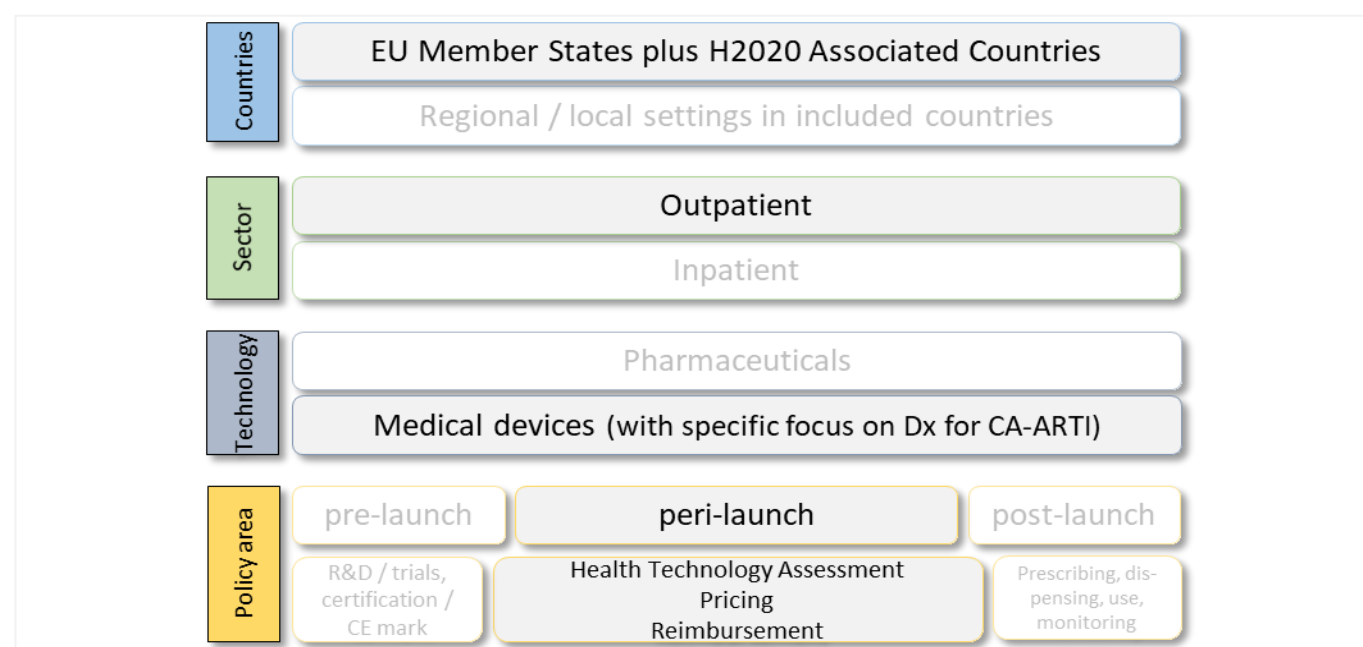 Countries
EU Member States plus H2020 Associated Countries
Regional / local settings in included countries
Sector
Outpatient
Inpatient
Technology
Pharmaceuticals
Medical devices (with specific focus on Dx for CA-ARTI)
Policy area
pre-launch
peri-launch
post-launch
R&D / trials,
certification /
CE mark
Health Technology Assessment
Pricing
Reimbursement
Prescribing, dis-
pensing, use,
monitoring